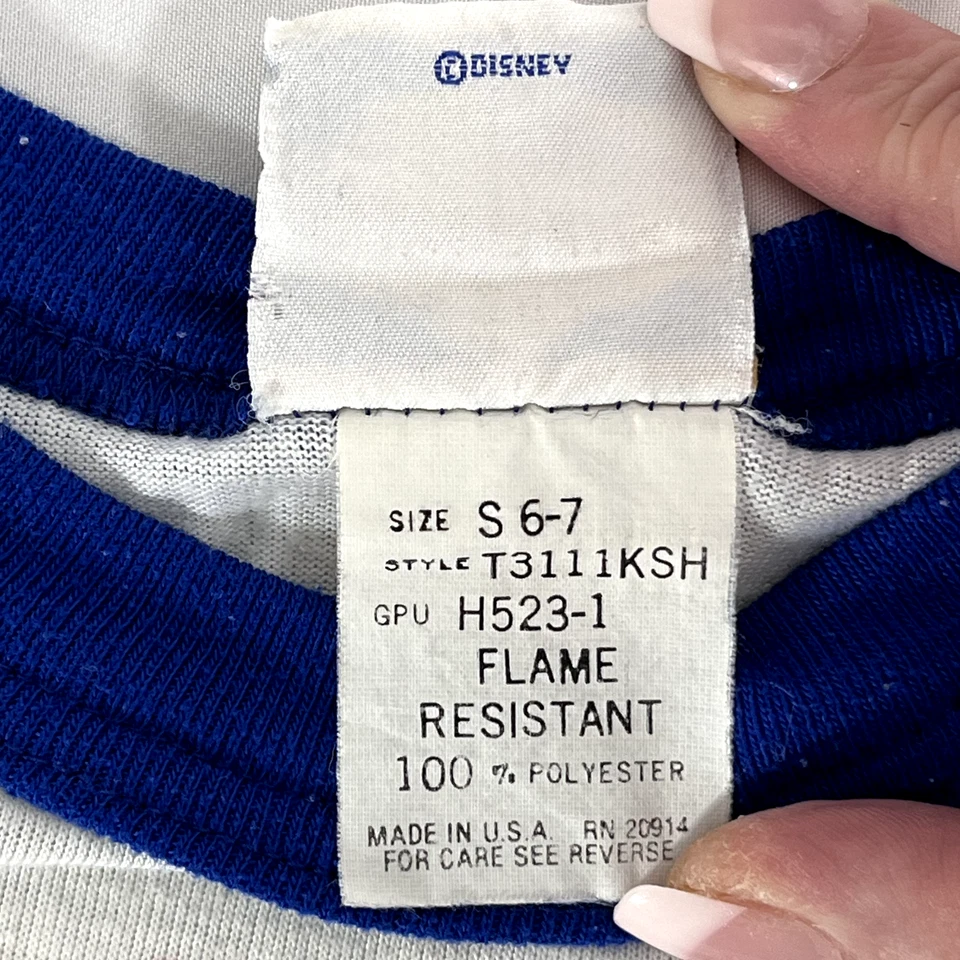 ©DISNEY
SIZE S 6-7
STYLE T3111KSH
GPU H523-1
FLAME
RESISTANT
100 % POLYESTER
MADE IN U.S.A. RN 20914
FOR CARE SEE REVERSE